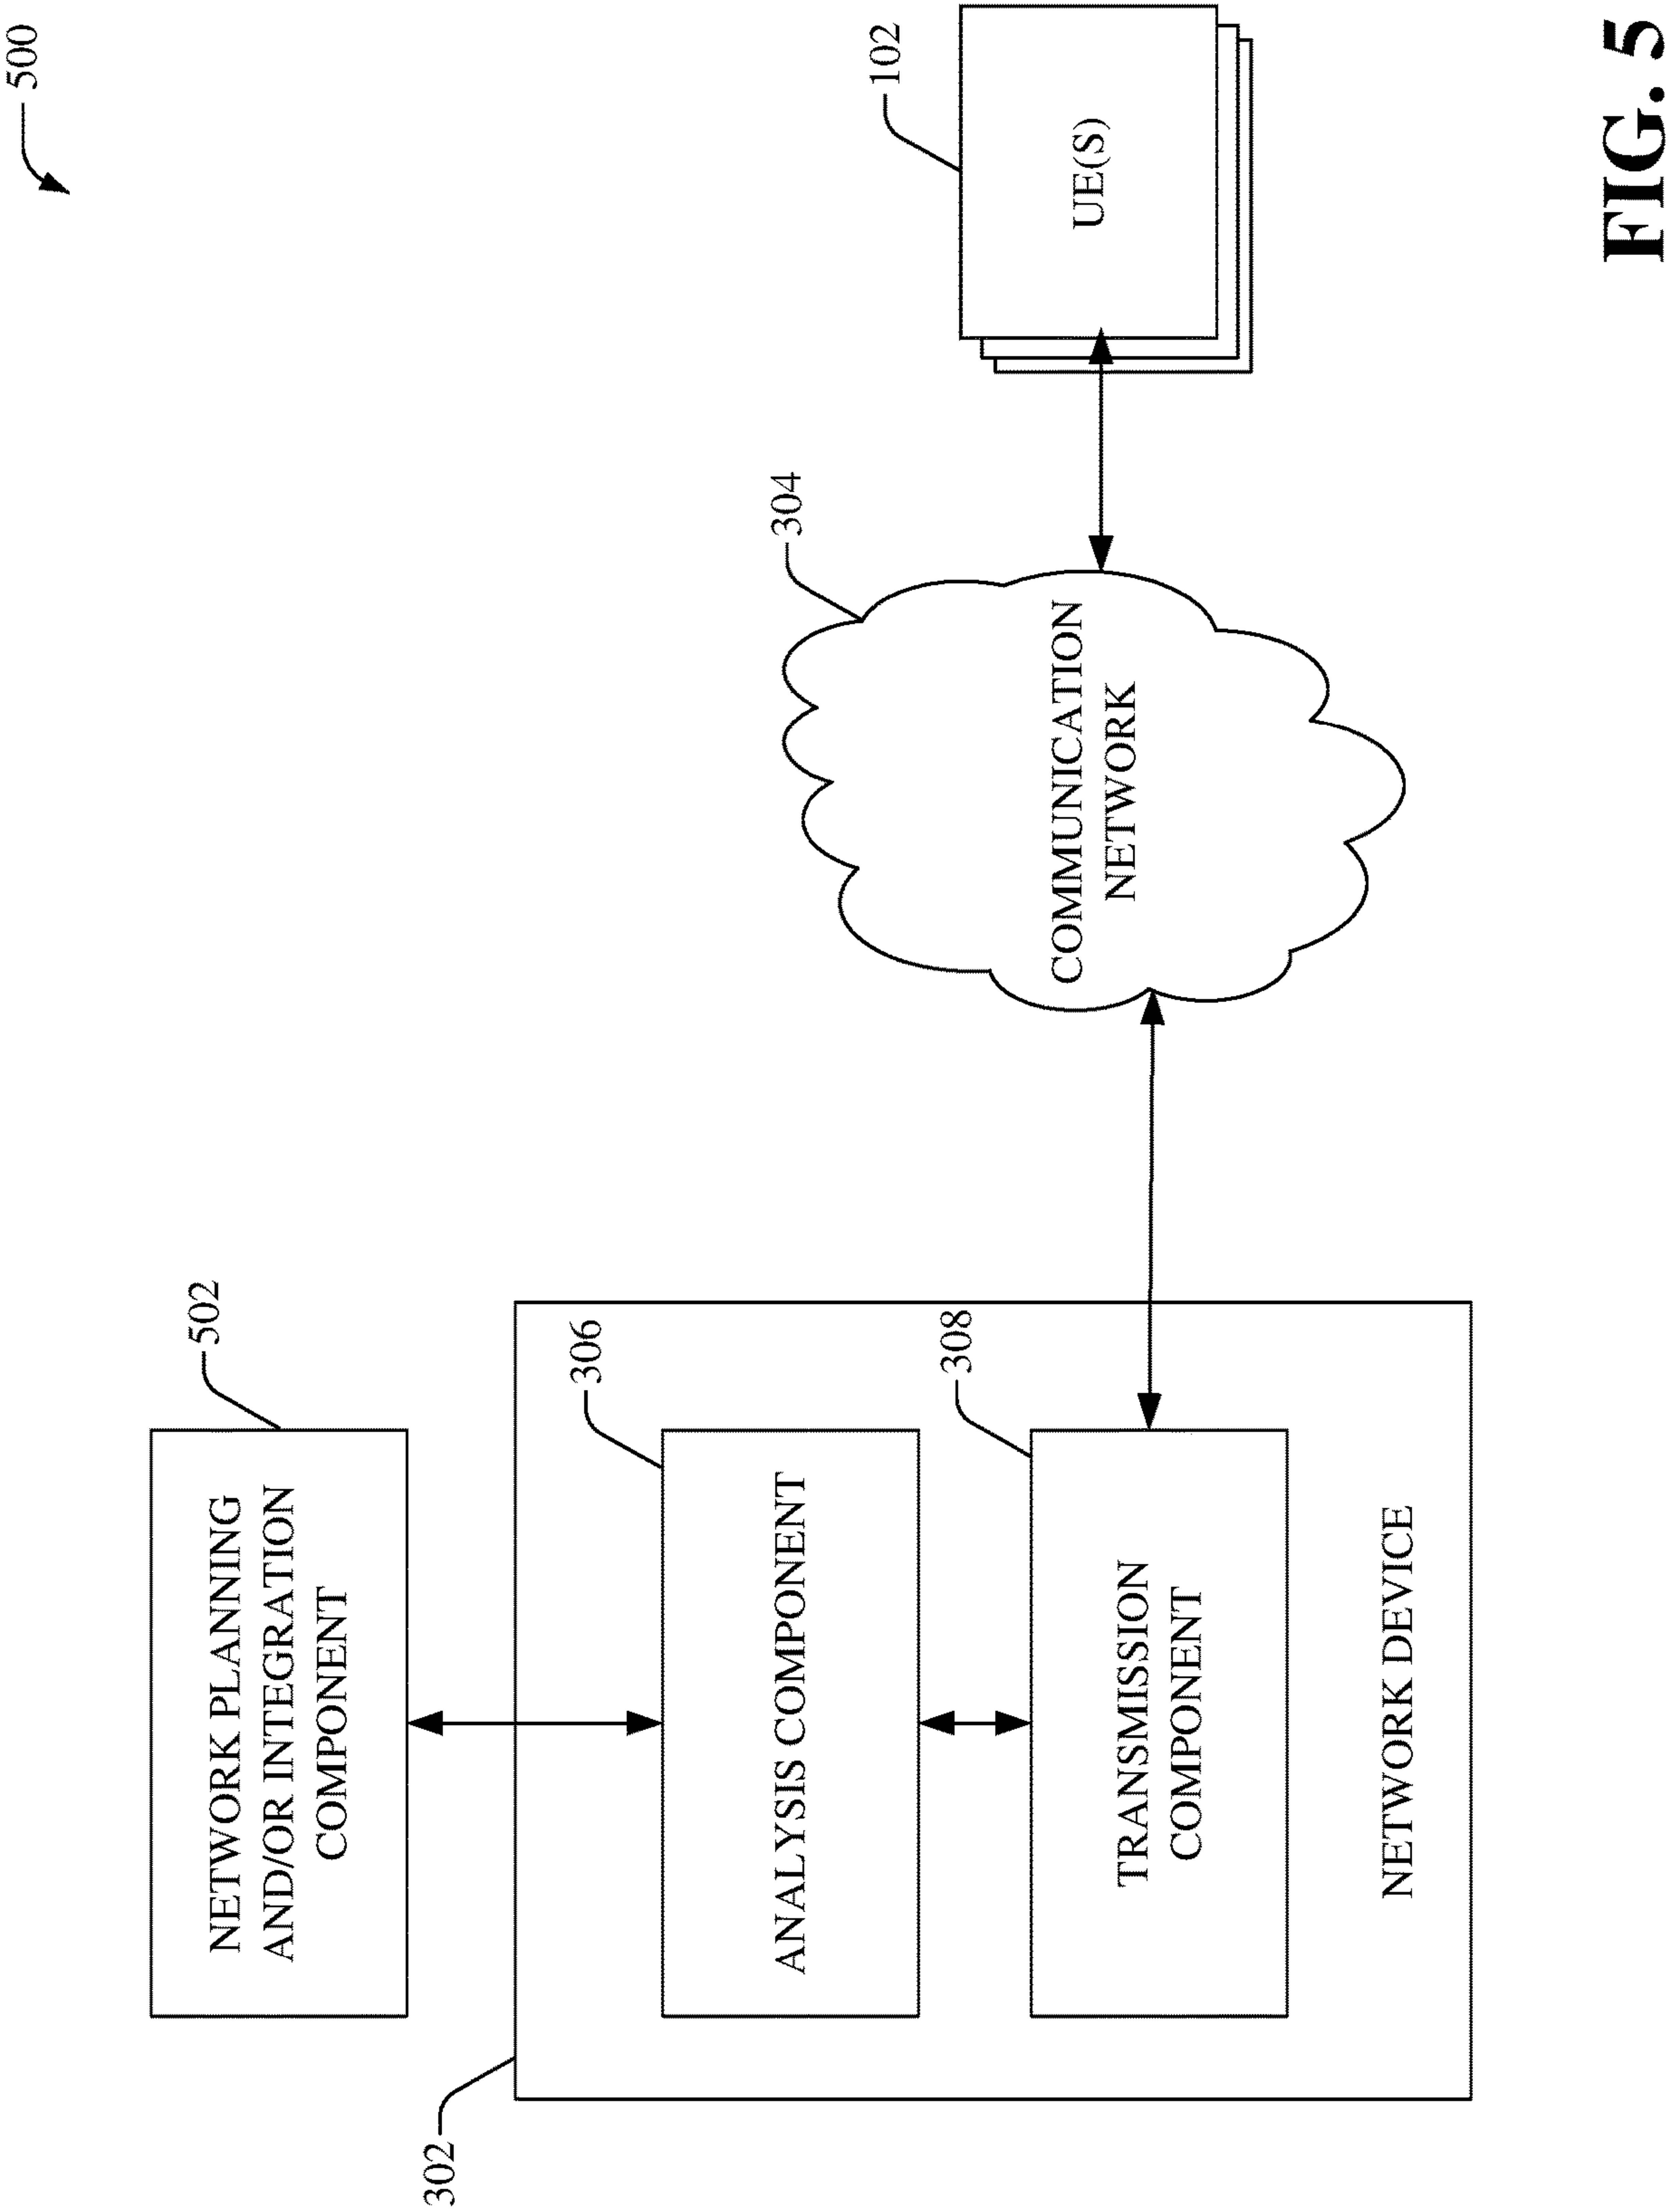 500
502
NETWORK PLANNING
AND/OR INTEGRATION
COMPONENT
302
306
ANALYSIS COMPONENT
308
TRANSMISSION
COMPONENT
NETWORK DEVICE
304
COMMUNICATION
NETWORK
102
UE(S)
FIG. 5